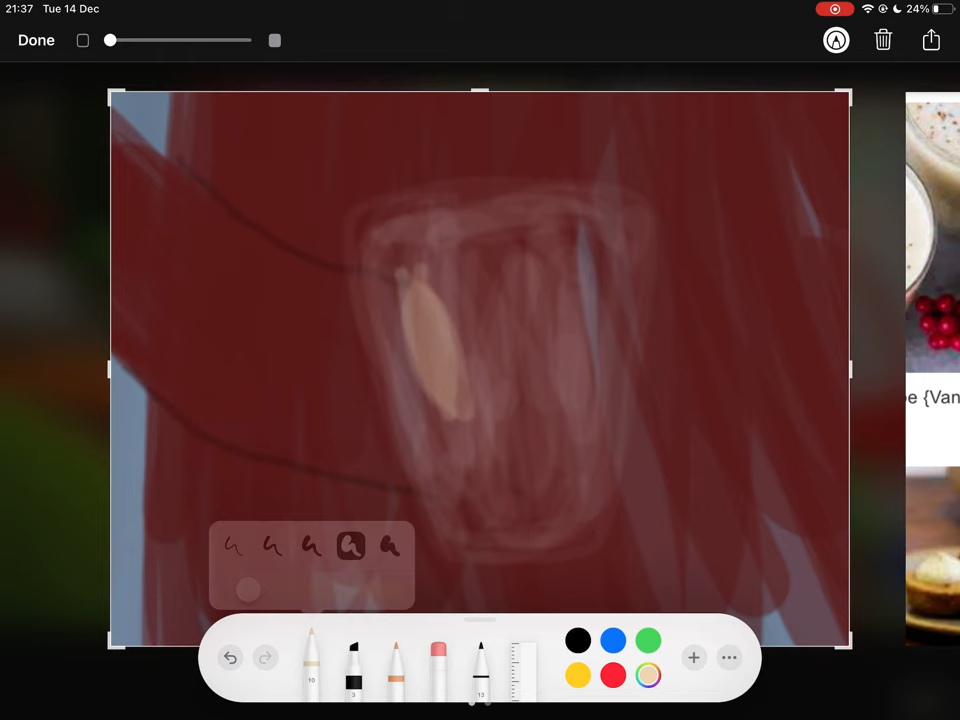 21:37 Tue 14 Dec
24%
Done
e {Van
a a a a a
10
3
13